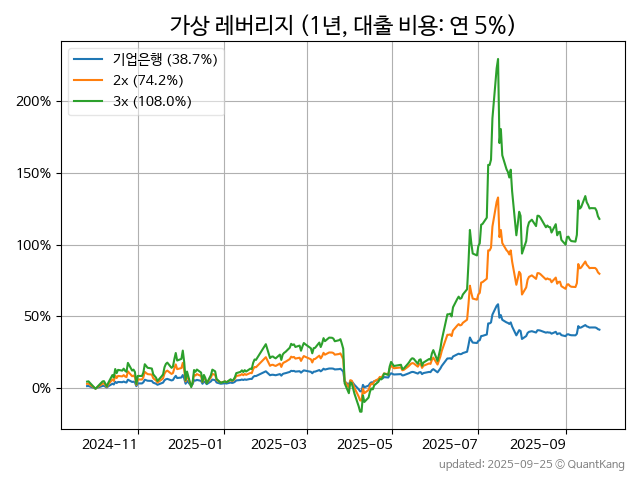 가상 레버리지 (1년, 대출 비용: 연 5%)
기업은행 (38.7%)
2x (74.2%)
3x (108.0%)
200%
150%
100%
50%
0%
2024-11
2025-01
2025-03
2025-05
2025-07
2025-09
updated: 2025-09-25 © QuantKang